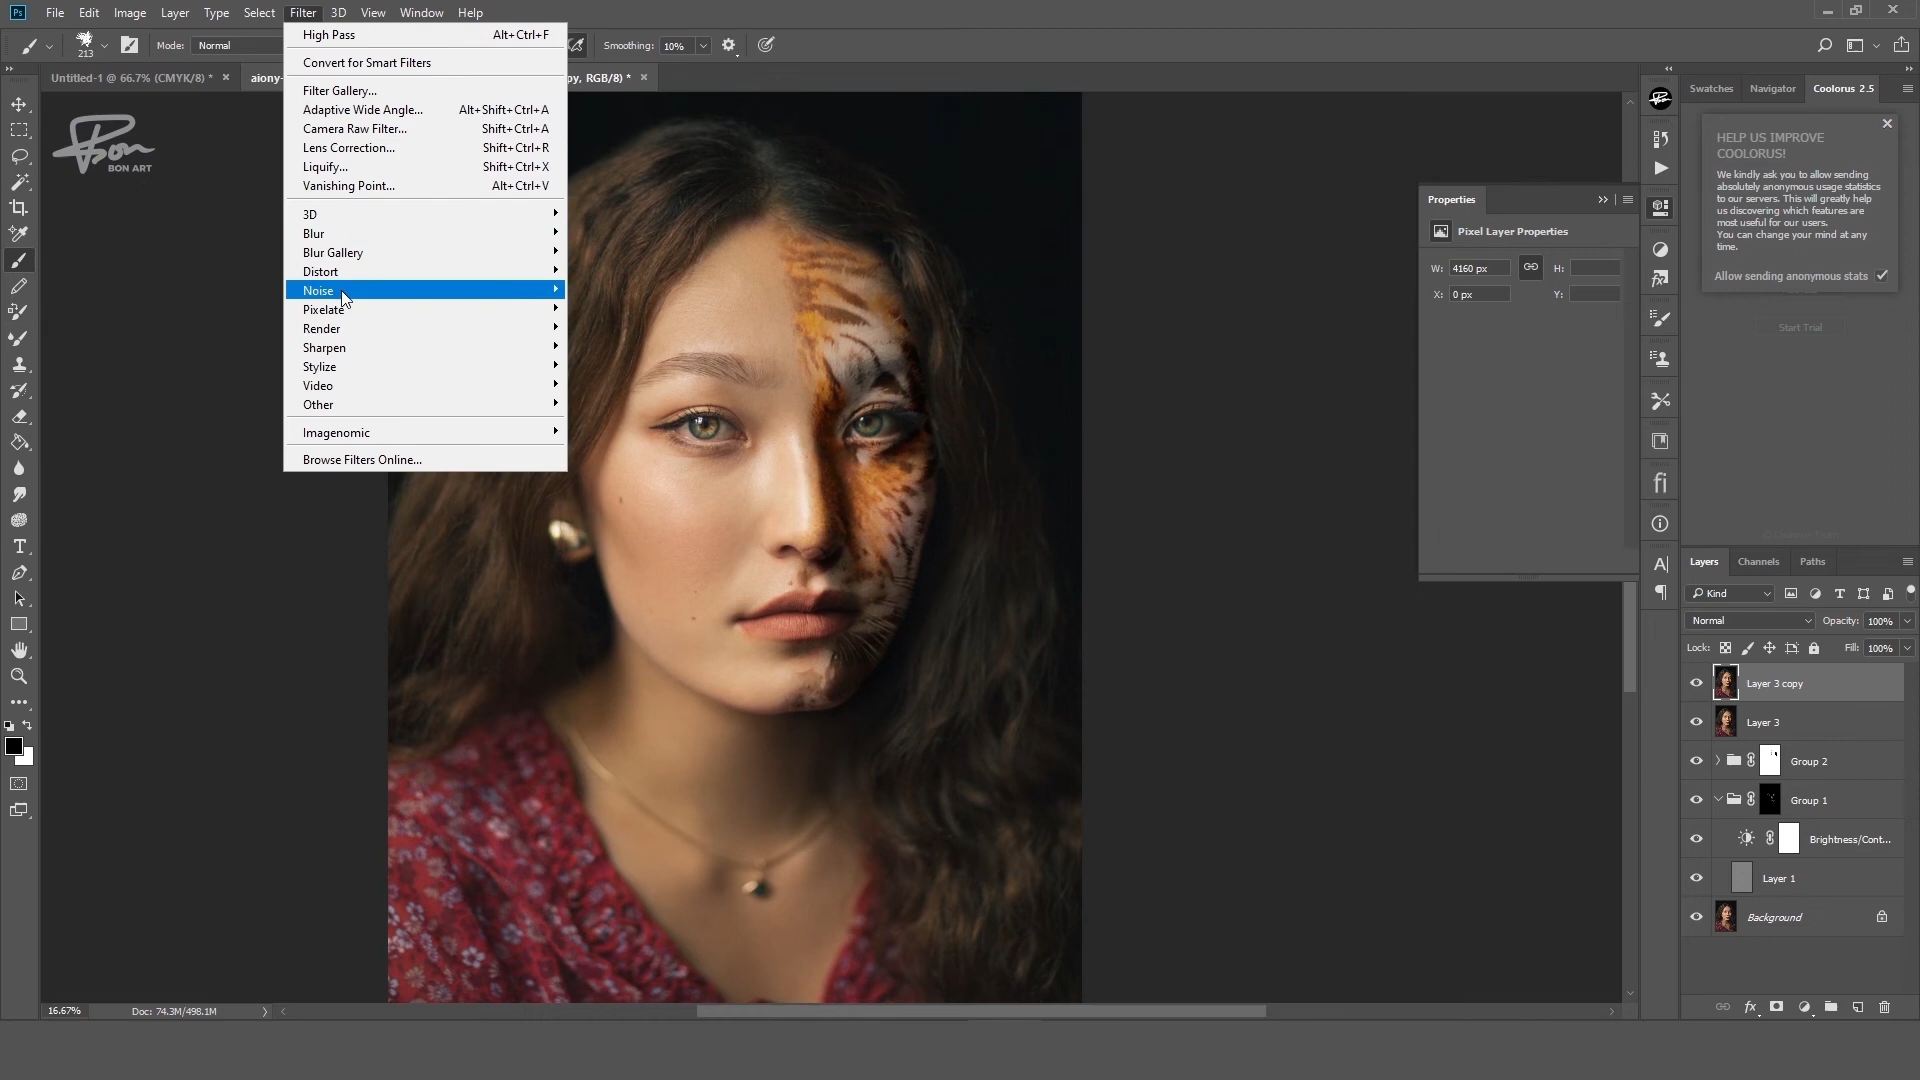 Ps File Edit Image Layer Type Select Filter 3D View Window Help
213 Mode: Normal Smoothing: 10%
Untitled-1 @ 66.7% (CMYK/8) * × aiony- py, RGB/8) * ×
High Pass Alt+Ctrl+F
Convert for Smart Filters
Filter Gallery...
Adaptive Wide Angle... Alt+Shift+Ctrl+A
Camera Raw Filter... Shift+Ctrl+A
Lens Correction... Shift+Ctrl+R
Liquify... Shift+Ctrl+X
Vanishing Point... Alt+Ctrl+V
3D
Blur
Blur Gallery
Distort
Noise
Pixelate
Render
Sharpen
Stylize
Video
Other
Imagenomic
Browse Filters Online...
Bon
BON ART
Properties
Pixel Layer Properties
W: 4160 px H:
X: 0 px Y:
Swatches Navigator Coolorus 2.5
HELP US IMPROVE
COOLORUS!
We kindly ask you to allow sending
absolutely anonymous usage statistics
to our servers. This will greatly help
us discovering which features are
most useful for our users.
You can change your mind at any
time.
Allow sending anonymous stats
Start Trial
Layers Channels Paths
Kind
Normal Opacity: 100%
Lock: Fill: 100%
Layer 3 copy
Layer 3
Group 2
Group 1
Brightness/Cont...
Layer 1
Background
fx
16.67% Doc: 74.3M/498.1M